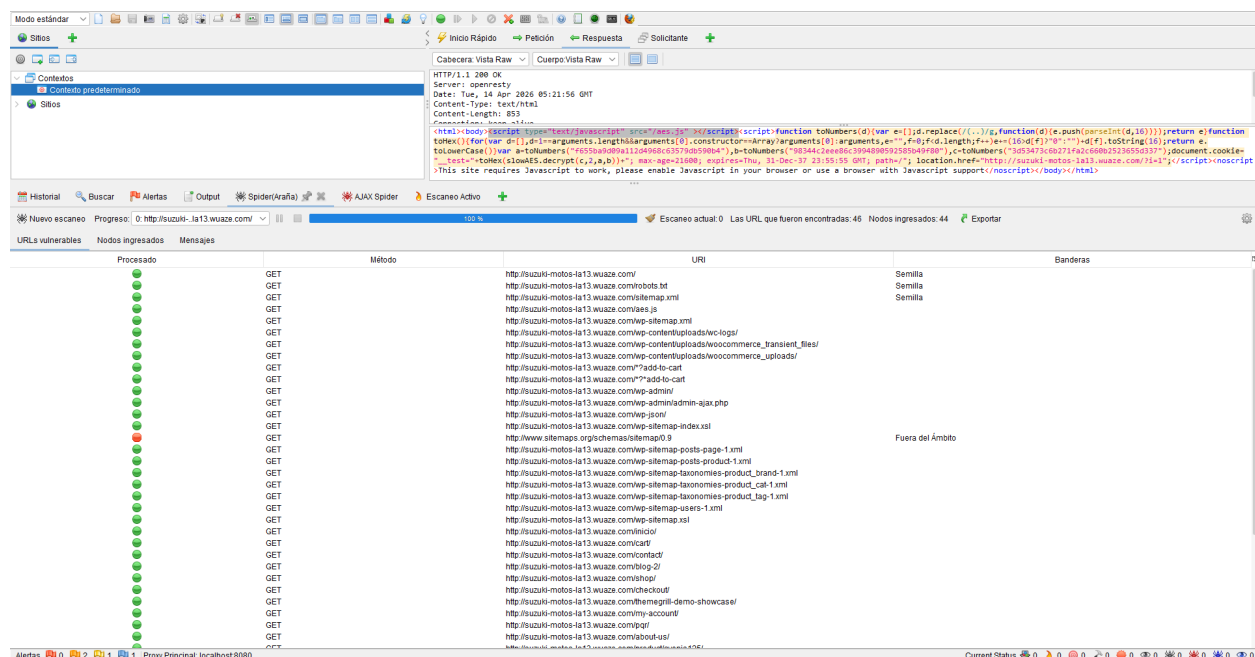 Modo estándar
Sitios
Inicio Rápido Petición Respuesta Solicitante
Cabecera: Vista Raw Cuerpo:Vista Raw
Contextos
Contexto predeterminado
Sitios
HTTP/1.1 200 OK
Server: openresty
Date: Tue, 14 Apr 2026 05:21:56 GMT
Content-Type: text/html
Content-Length: 853
Connection: keep-alive
<html><body><script type="text/javascript" src="/aes.js" ></script><script>function toNumbers(d){var e=[];d.replace(/(..)/g,function(d){e.push(parseInt(d,16))});return e}function
toHex(){for(var d=[],d=1==arguments.length&&arguments[0].constructor==Array?arguments[0]:arguments,e="",f=0;f<d.length;f++)e+=(16>d[f]?"0":"")+d[f].toString(16);return e.
toLowerCase()}var a=toNumbers("f655ba9d09a112d4968c63579db590b4"),b=toNumbers("98344c2eee86c3994890592585b49f80"),c=toNumbers("3d53473c6b271fa2c660b2523655d337");document.cookie=
"__test="+toHex(slowAES.decrypt(c,2,a,b))+"; max-age=21600; expires=Thu, 31-Dec-37 23:55:55 GMT; path=/"; location.href="http://suzuki-motos-la13.wuaze.com/?i=1";</script><noscript
>This site requires Javascript to work, please enable Javascript in your browser or use a browser with Javascript support</noscript></body></html>
Historial Buscar Alertas Output Spider(Araña) AJAX Spider Escaneo Activo
Nuevo escaneo Progreso: 0: http://suzuki-..la13.wuaze.com/ 100 % Escaneo actual:0 Las URL que fueron encontradas:46 Nodos ingresados:44 Exportar
URLs vulnerables Nodos ingresados Mensajes
Procesado Método URI Banderas
GET http://suzuki-motos-la13.wuaze.com/ Semilla
GET http://suzuki-motos-la13.wuaze.com/robots.txt Semilla
GET http://suzuki-motos-la13.wuaze.com/sitemap.xml Semilla
GET http://suzuki-motos-la13.wuaze.com/aes.js
GET http://suzuki-motos-la13.wuaze.com/wp-sitemap.xml
GET http://suzuki-motos-la13.wuaze.com/wp-content/uploads/wc-logs/
GET http://suzuki-motos-la13.wuaze.com/wp-content/uploads/woocommerce_transient_files/
GET http://suzuki-motos-la13.wuaze.com/wp-content/uploads/woocommerce_uploads/
GET http://suzuki-motos-la13.wuaze.com/*?add-to-cart
GET http://suzuki-motos-la13.wuaze.com/*?*add-to-cart
GET http://suzuki-motos-la13.wuaze.com/wp-admin/
GET http://suzuki-motos-la13.wuaze.com/wp-admin/admin-ajax.php
GET http://suzuki-motos-la13.wuaze.com/wp-json/
GET http://suzuki-motos-la13.wuaze.com/wp-sitemap-index.xsl
GET http://www.sitemaps.org/schemas/sitemap/0.9 Fuera del Ámbito
GET http://suzuki-motos-la13.wuaze.com/wp-sitemap-posts-page-1.xml
GET http://suzuki-motos-la13.wuaze.com/wp-sitemap-posts-product-1.xml
GET http://suzuki-motos-la13.wuaze.com/wp-sitemap-taxonomies-product_brand-1.xml
GET http://suzuki-motos-la13.wuaze.com/wp-sitemap-taxonomies-product_cat-1.xml
GET http://suzuki-motos-la13.wuaze.com/wp-sitemap-taxonomies-product_tag-1.xml
GET http://suzuki-motos-la13.wuaze.com/wp-sitemap-users-1.xml
GET http://suzuki-motos-la13.wuaze.com/wp-sitemap.xsl
GET http://suzuki-motos-la13.wuaze.com/inicio/
GET http://suzuki-motos-la13.wuaze.com/cart/
GET http://suzuki-motos-la13.wuaze.com/contact/
GET http://suzuki-motos-la13.wuaze.com/blog-2/
GET http://suzuki-motos-la13.wuaze.com/shop/
GET http://suzuki-motos-la13.wuaze.com/checkout/
GET http://suzuki-motos-la13.wuaze.com/themegrill-demo-showcase/
GET http://suzuki-motos-la13.wuaze.com/my-account/
GET http://suzuki-motos-la13.wuaze.com/pqr/
GET http://suzuki-motos-la13.wuaze.com/about-us/
GET
Alertas 0 2 1 1 Proxy Principal: localhost:8080 Current Status 0 0 0 0 0 0 0 0 0